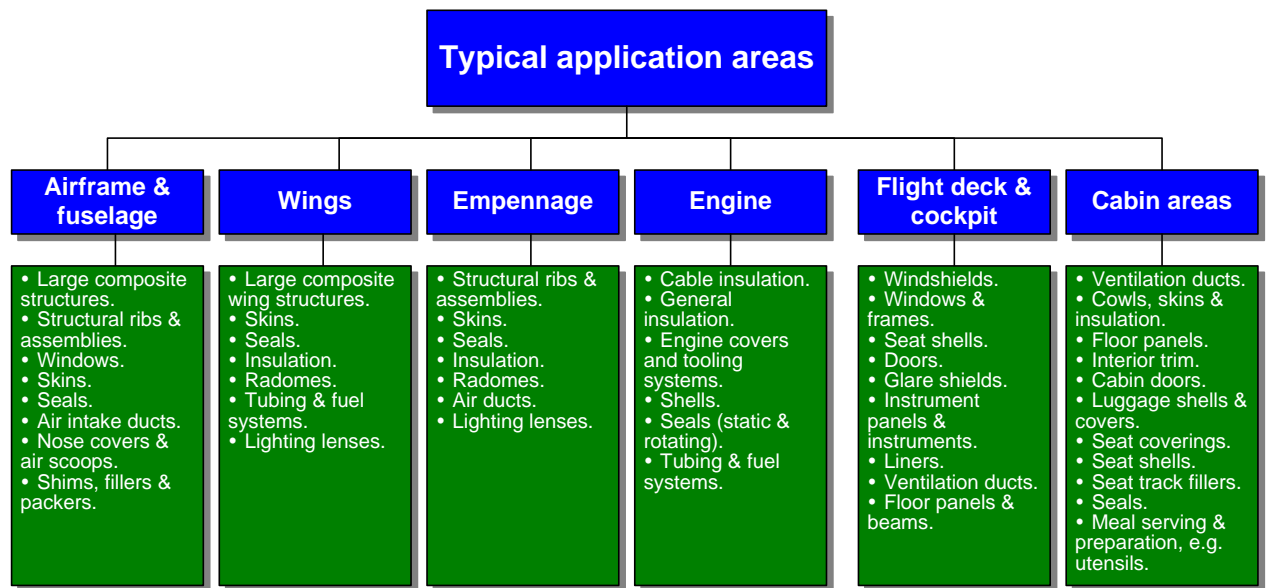 Typical application areas
Airframe &
fuselage
• Large composite
structures.
• Structural ribs &
assemblies.
• Windows.
• Skins.
• Seals.
• Air intake ducts.
• Nose covers &
air scoops.
• Shims, fillers &
packers.
Wings
• Large composite
wing structures.
• Skins.
• Seals.
• Insulation.
• Radomes.
• Tubing & fuel
systems.
• Lighting lenses.
Empennage
• Structural ribs &
assemblies.
• Skins.
• Seals.
• Insulation.
• Radomes.
• Air ducts.
• Lighting lenses.
Engine
• Cable insulation.
• General
insulation.
• Engine covers
and tooling
systems.
• Shells.
• Seals (static &
rotating).
• Tubing & fuel
systems.
Flight deck &
cockpit
• Windshields.
• Windows &
frames.
• Seat shells.
• Doors.
• Glare shields.
• Instrument
panels &
instruments.
• Liners.
• Ventilation ducts.
• Floor panels &
beams.
Cabin areas
• Ventilation ducts.
• Cowls, skins &
insulation.
• Floor panels.
• Interior trim.
• Cabin doors.
• Luggage shells &
covers.
• Seat coverings.
• Seat shells.
• Seat track fillers.
• Seals.
• Meal serving &
preparation, e.g.
utensils.